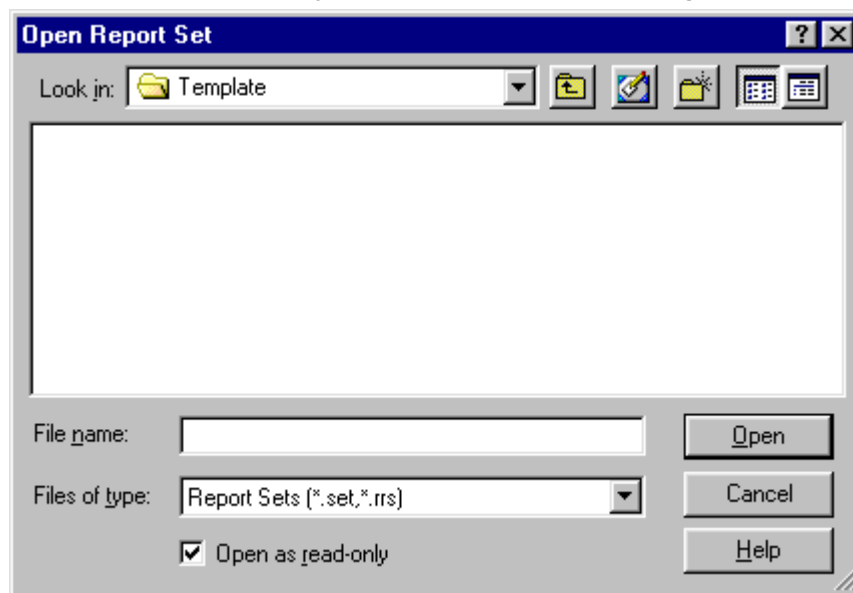 Open Report Set
Look in: Template
File name:
Open
Files of type: Report Sets (*.set,*.rrs)
Cancel
Open as read-only
Help